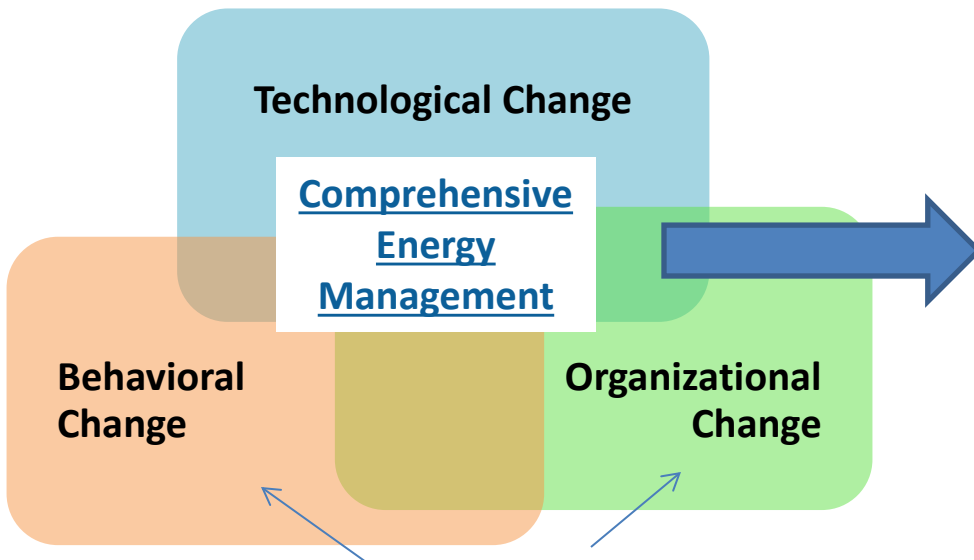 Technological Change
Comprehensive
Energy
Management
Behavioral
Change
Organizational
Change